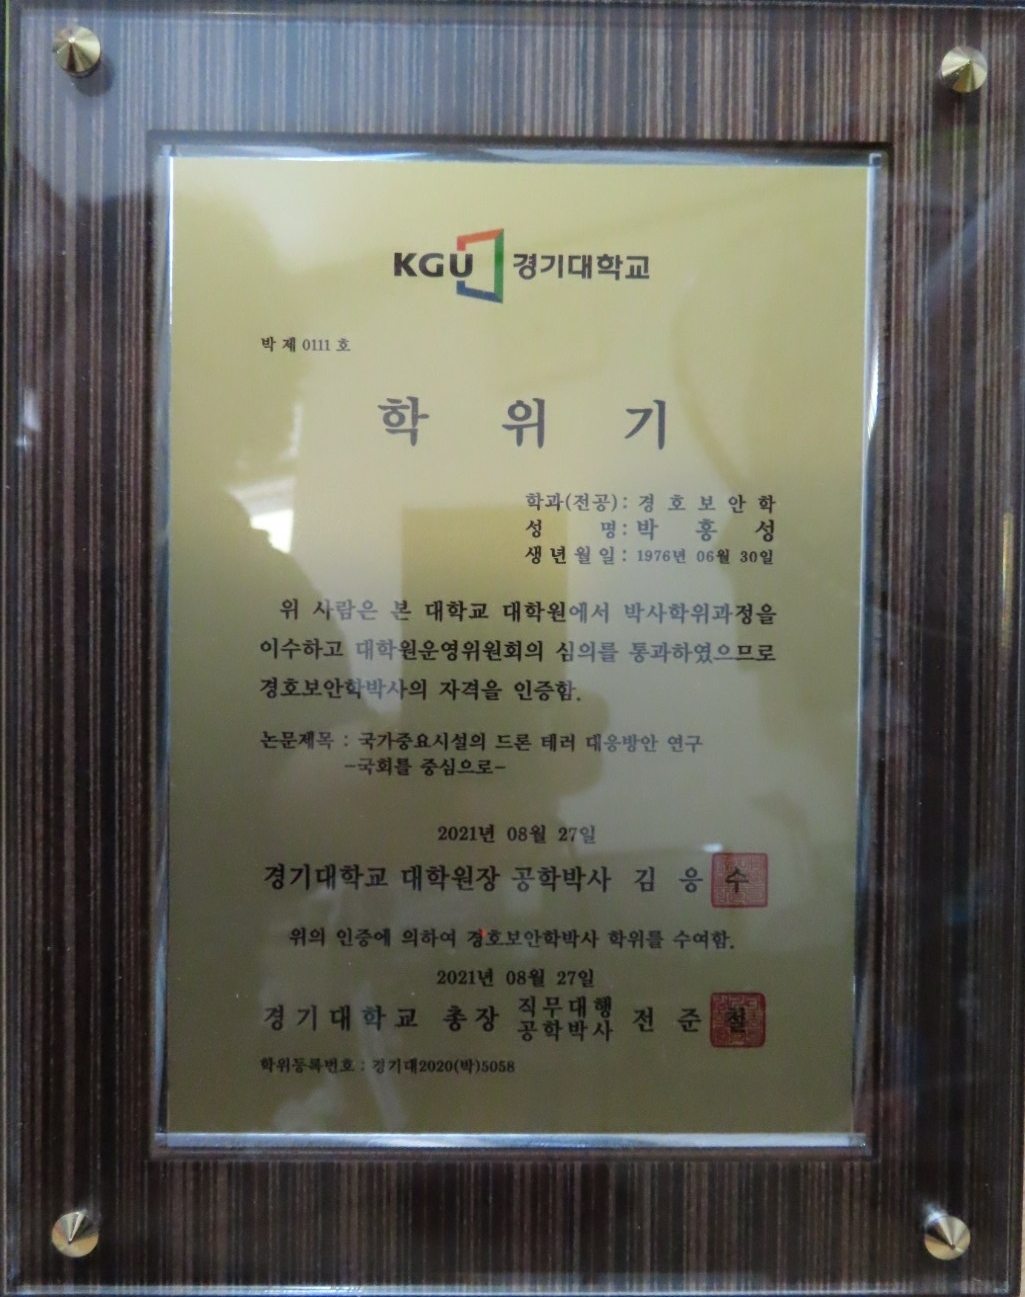 KGU 경기대학교
박 제 0111 호
학 위 기
학과(전공) : 경 호 보 안 학
성 명 : 박 홍 성
생 년 월 일 : 1976년 06월 30일
위 사람은 본 대학교 대학원에서 박사학위과정을
이수하고 대학원운영위원회의 심의를 통과하였으므로
경호보안학박사의 자격을 인증함.
논문제목 : 국가중요시설의 드론 테러 대응방안 연구
-국회를 중심으로-
2021년 08월 27일
경기대학교 대학원장 공학박사 김 응 수
위의 인증에 의하여 경호보안학박사 학위를 수여함.
2021년 08월 27일
경 기 대 학 교 총 장 직무대행 공학박사 전 준 철
학위등록번호 : 경기대2020(박)5058